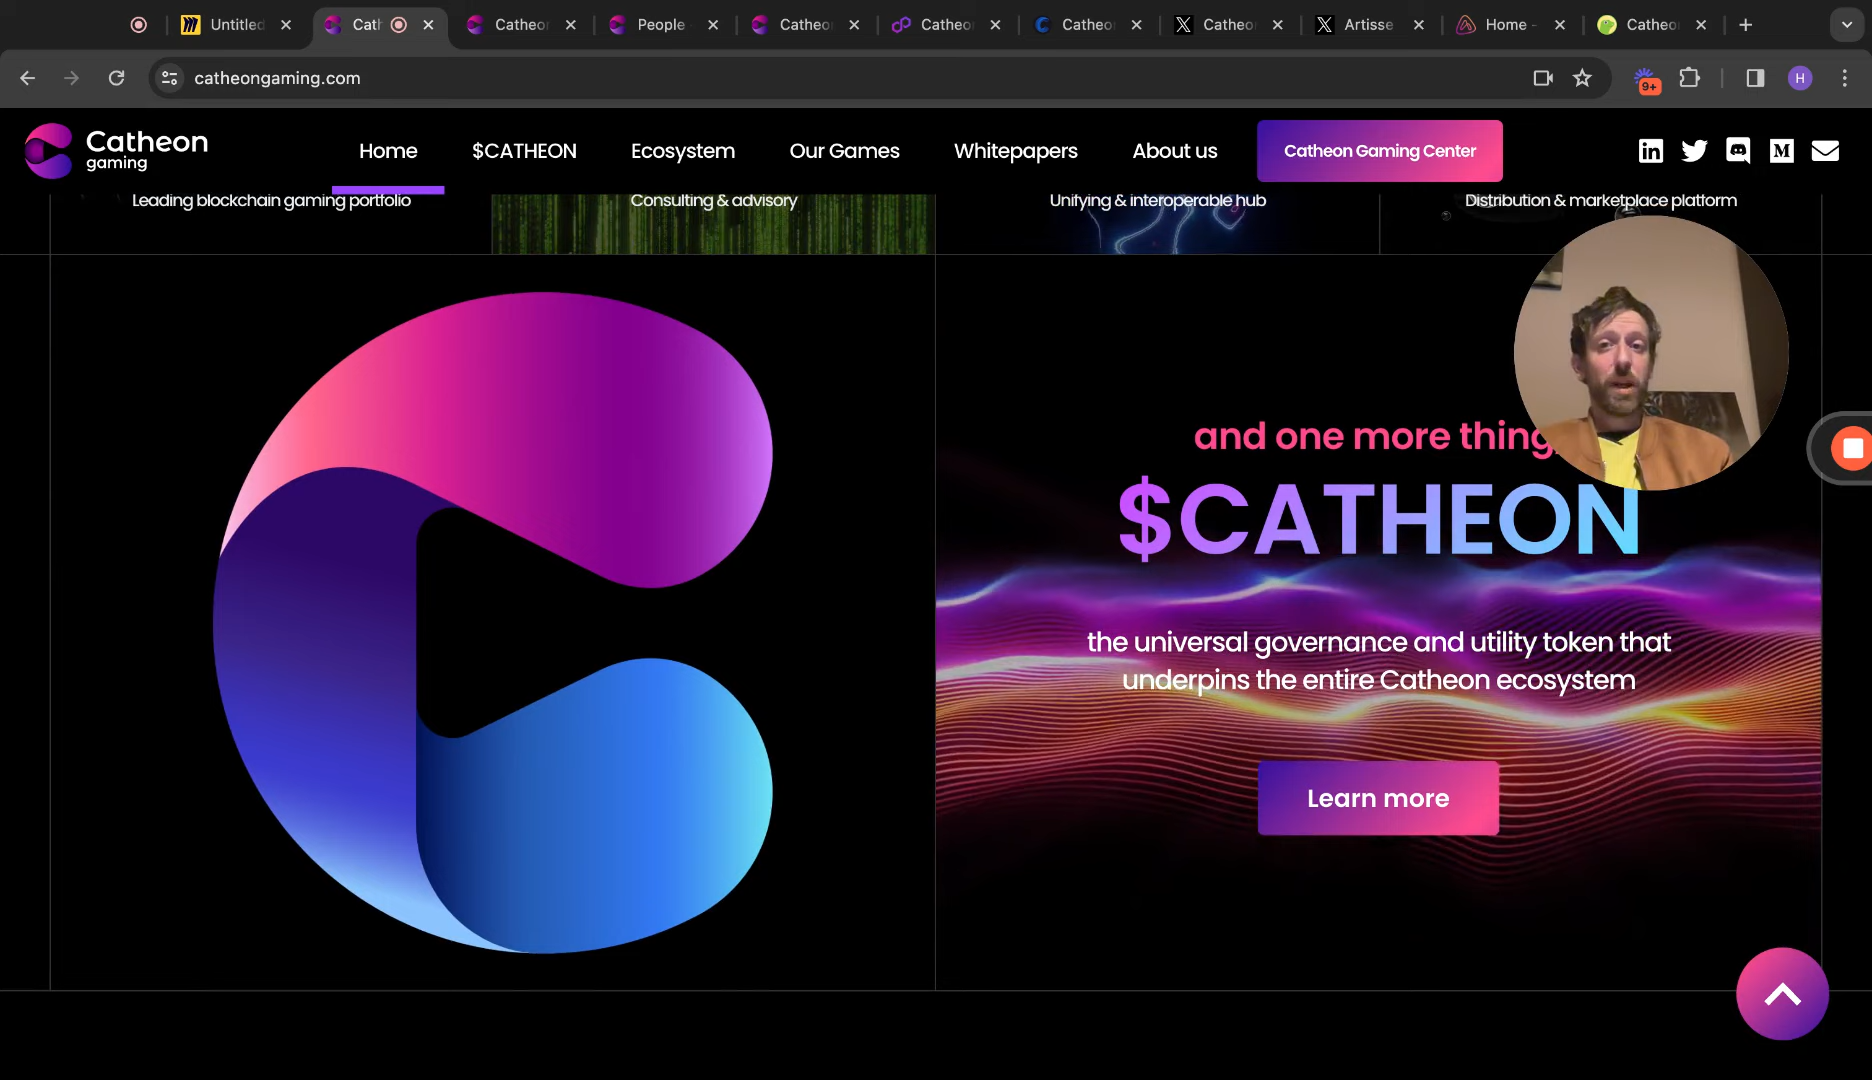 Untitled
Cath
Catheo
People
Catheo
Catheo
Catheo
Catheo
Artisse
Home -
Catheo
catheongaming.com
9+
H
Catheon
gaming
Home
$CATHEON
Ecosystem
Our Games
Whitepapers
About us
Catheon Gaming Center
M
Leading blockchain gaming portfolio
Consulting & advisory
Unifying & interoperable hub
Distribution & marketplace platform
and one more thing
$CATHEON
the universal governance and utility token that
underpins the entire Catheon ecosystem
Learn more